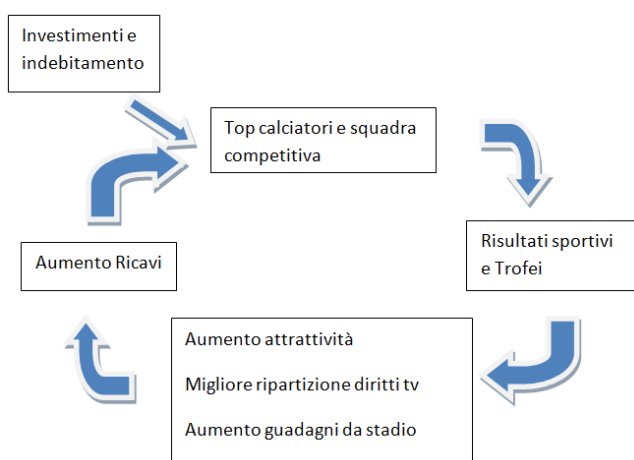 Investimenti e
indebitamento
Top calciatori e squadra
competitiva
Risultati sportivi
e Trofei
Aumento attrattività
Migliore ripartizione diritti tv
Aumento guadagni da stadio
Aumento Ricavi